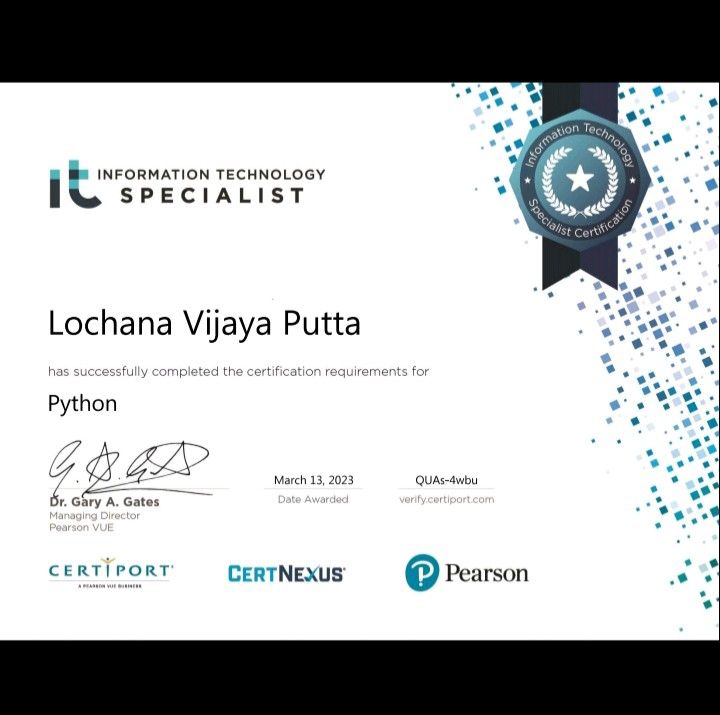 it INFORMATION TECHNOLOGY
SPECIALIST
Information Technology
Specialist Certification
Lochana Vijaya Putta
has successfully completed the certification requirements for
Python
Dr. Gary A. Gates
Managing Director
Pearson VUE
March 13, 2023
Date Awarded
QUAs-4wbu
verify.certiport.com
CERTIPORT
A PEARSON VUE BUSINESS
CERTNEXUS
P Pearson